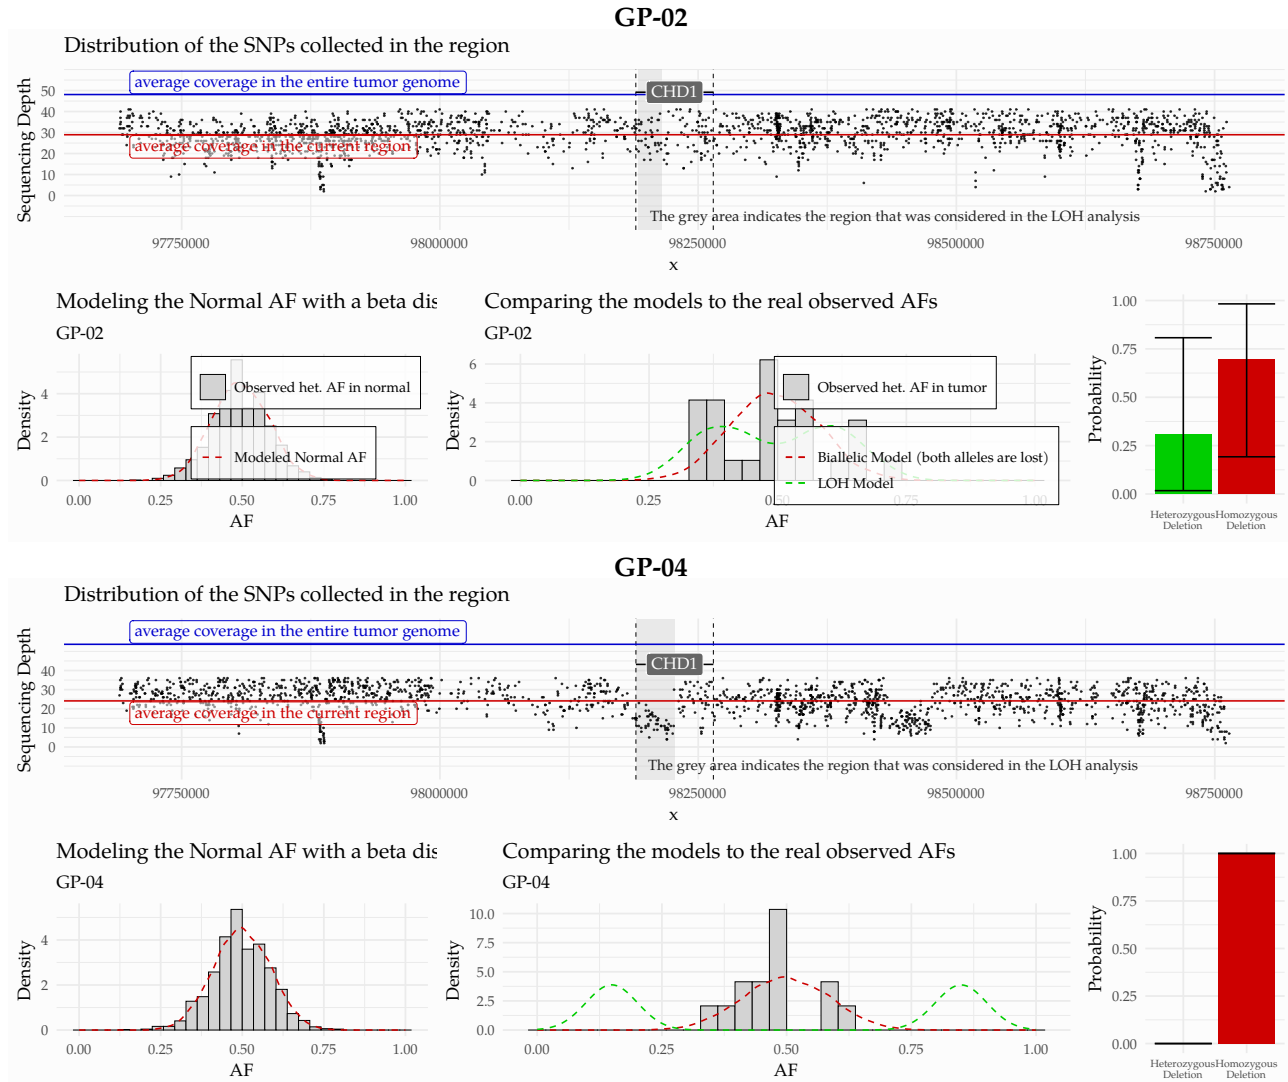 GP-02
Distribution of the SNPs collected in the region
average coverage in the entire tumor genome
CHD1
average coverage in the current region
The grey area indicates the region that was considered in the LOH analysis
Sequencing Depth
50
40
30
20
10
0
97750000 98000000 98250000 98500000 98750000
x
Modeling the Normal AF with a beta dis
GP-02
Observed het. AF in normal
Modeled Normal AF
Density
4
2
0
0.00 0.25 0.50 0.75 1.00
AF
Comparing the models to the real observed AFs
GP-02
Observed het. AF in tumor
Biallelic Model (both alleles are lost)
LOH Model
Density
6
4
2
0
0.00 0.25 0.50 0.75 1.00
AF
Probability
1.00
0.75
0.50
0.25
0.00
Heterozygous Homozygous
Deletion Deletion
GP-04
Distribution of the SNPs collected in the region
average coverage in the entire tumor genome
CHD1
average coverage in the current region
The grey area indicates the region that was considered in the LOH analysis
Sequencing Depth
40
30
20
10
0
97750000 98000000 98250000 98500000 98750000
x
Modeling the Normal AF with a beta dis
GP-04
Density
4
2
0
0.00 0.25 0.50 0.75 1.00
AF
Comparing the models to the real observed AFs
GP-04
Density
10.0
7.5
5.0
2.5
0.0
0.00 0.25 0.50 0.75 1.00
AF
Probability
1.00
0.75
0.50
0.25
0.00
Heterozygous Homozygous
Deletion Deletion